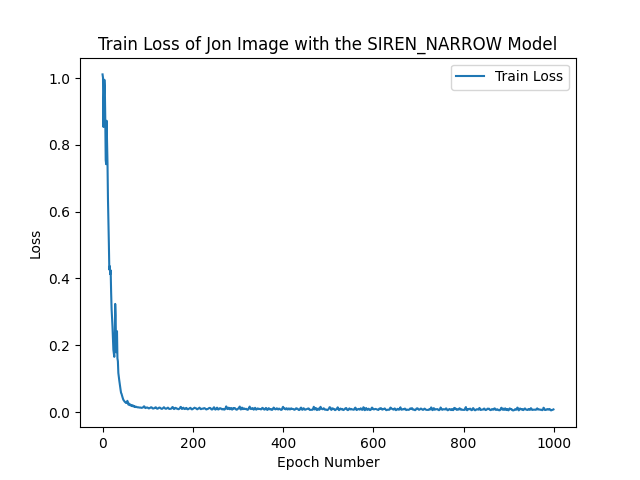 Train Loss of Jon Image with the SIREN_NARROW Model
Train Loss
Loss
1.0
0.8
0.6
0.4
0.2
0.0
0 200 400 600 800 1000
Epoch Number